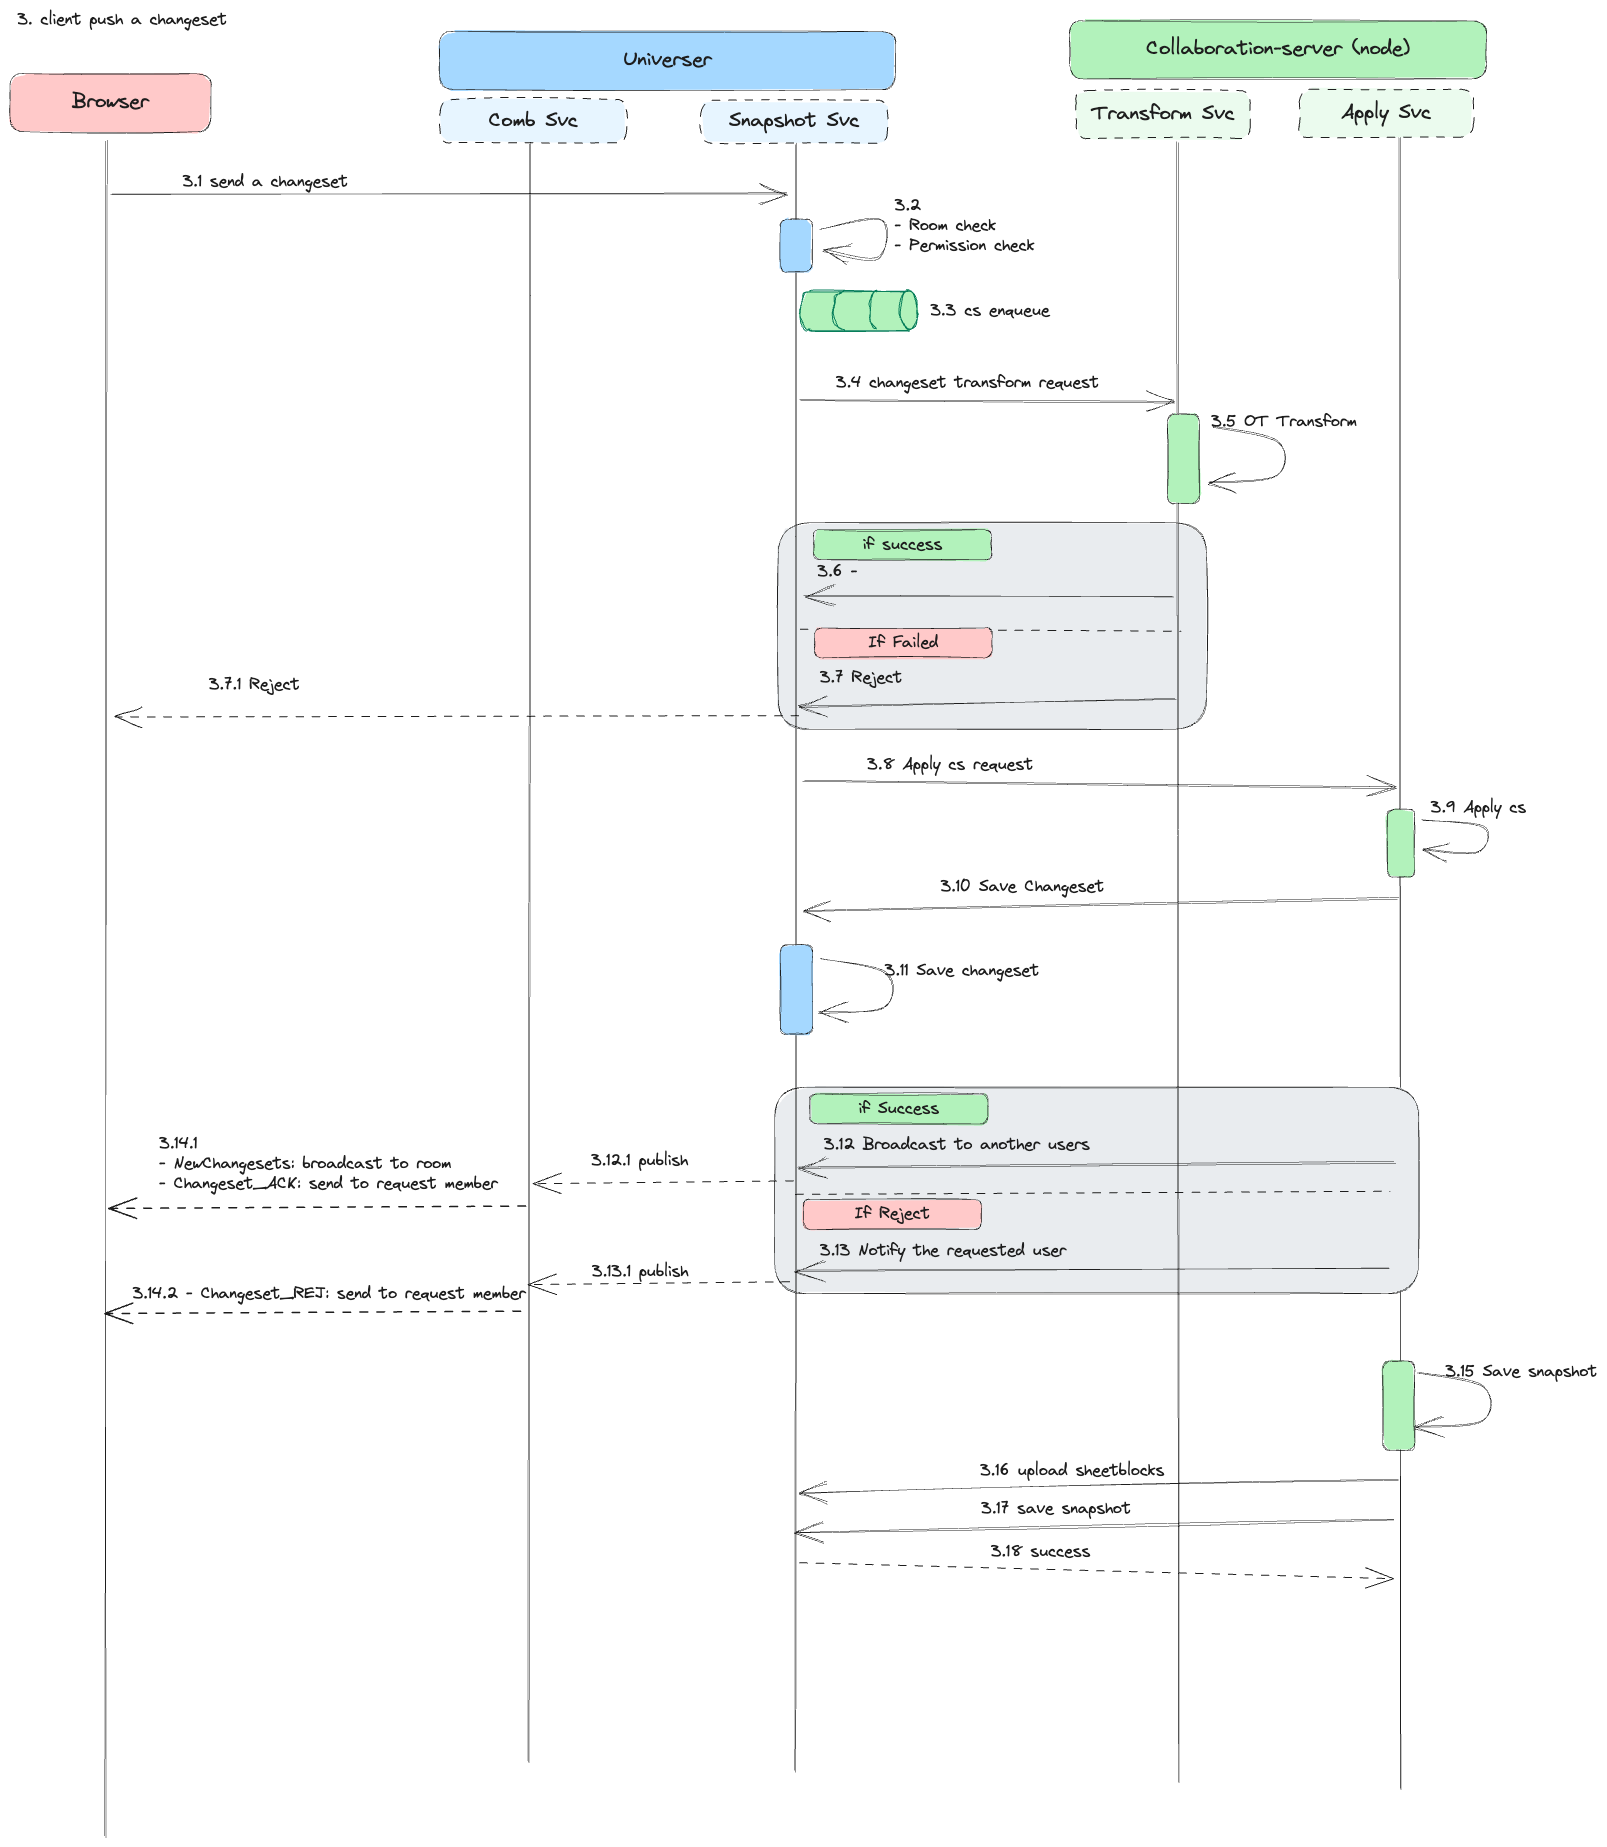 3. client push a changeset
Browser
Universer
Collaboration-server (node)
Comb Svc
Snapshot Svc
Transform Svc
Apply Svc
3.1 send a changeset
3.2
- Room check
- Permission check
3.3 cs enqueue
3.4 changeset transform request
3.5 OT Transform
if success
3.6 -
If Failed
3.7 Reject
3.7.1 Reject
3.8 Apply cs request
3.9 Apply cs
3.10 Save Changeset
3.11 Save changeset
if Success
3.12 Broadcast to another users
3.12.1 publish
3.14.1
- NewChangesets: broadcast to room
- Changeset_ACK: send to request member
If Reject
3.13 Notify the requested user
3.13.1 publish
3.14.2 - Changeset_REJ: send to request member
3.15 Save snapshot
3.16 upload sheetblocks
3.17 save snapshot
3.18 success